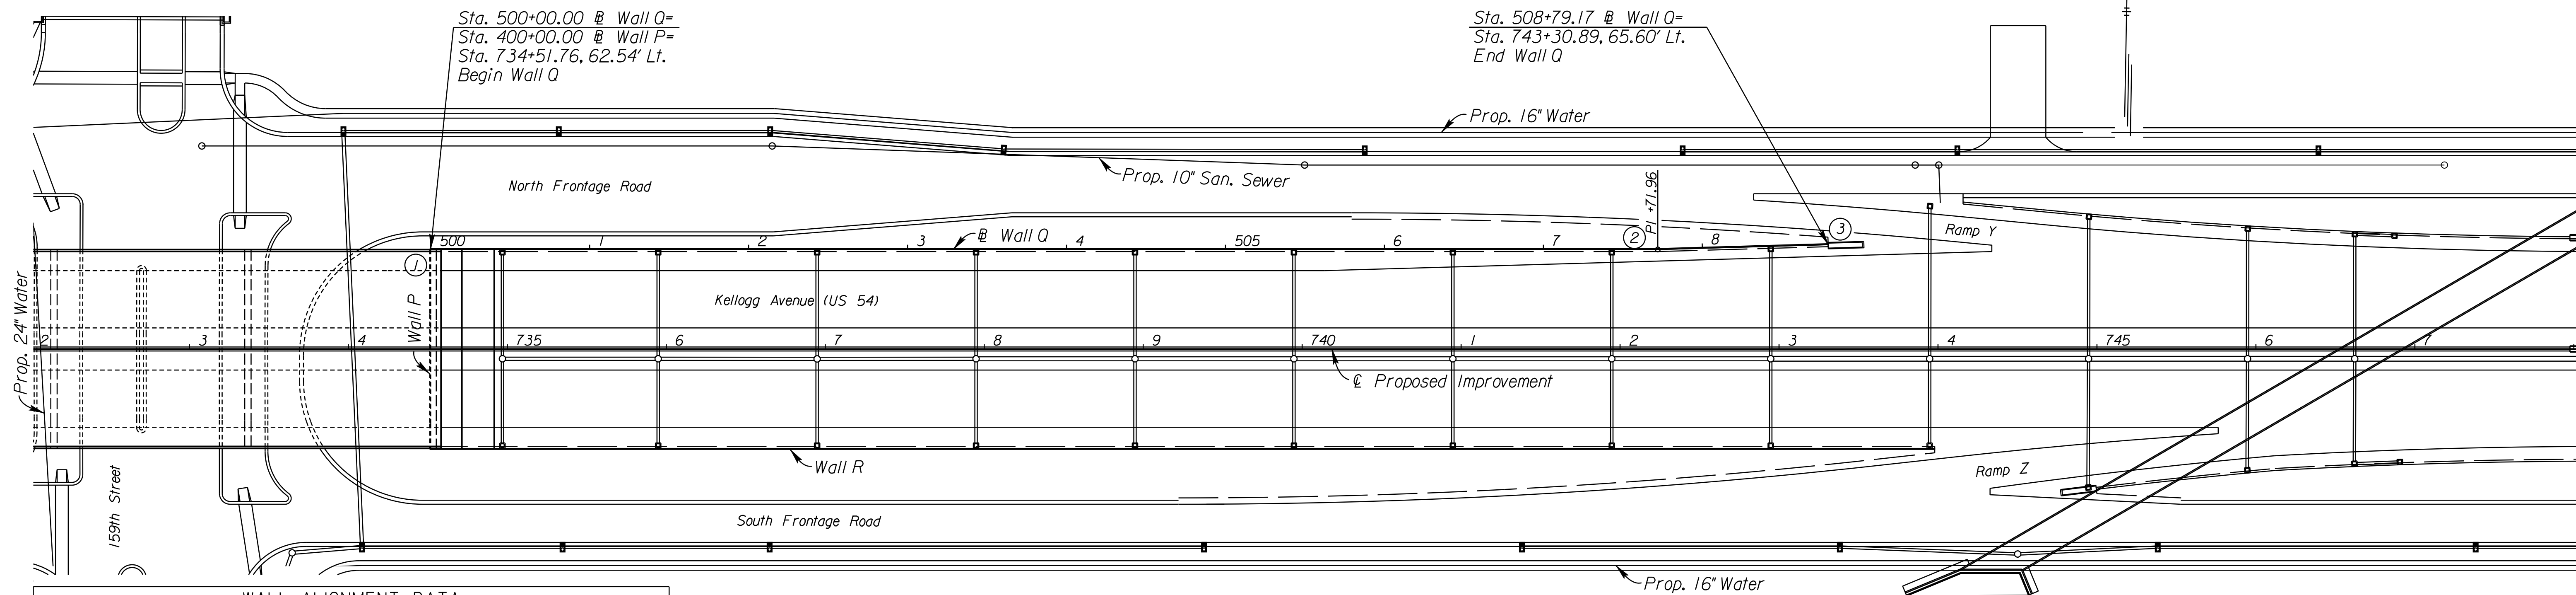 Sta. 500+00.00 ℄ Wall Q=
Sta. 400+00.00 ℄ Wall P=
Sta. 734+51.76, 62.54' Lt.
Begin Wall Q
Sta. 508+79.17 ℄ Wall Q=
Sta. 743+30.89, 65.60' Lt.
End Wall Q
Prop. 16" Water
Prop. 10" San. Sewer
North Frontage Road
PI +71.96
Ramp Y
500 1 2 3 4 505 6 7 8
℄ Wall Q
1
2
3
Kellogg Avenue (US 54)
Wall P
Prop. 24" Water
2 3 4 735 6 7 8 9 740 1 2 3 4 745 6 7
℄ Proposed Improvement
Wall R
Ramp Z
159th Street
South Frontage Road
Prop. 16" Water
WALL ALIGNMENT DATA